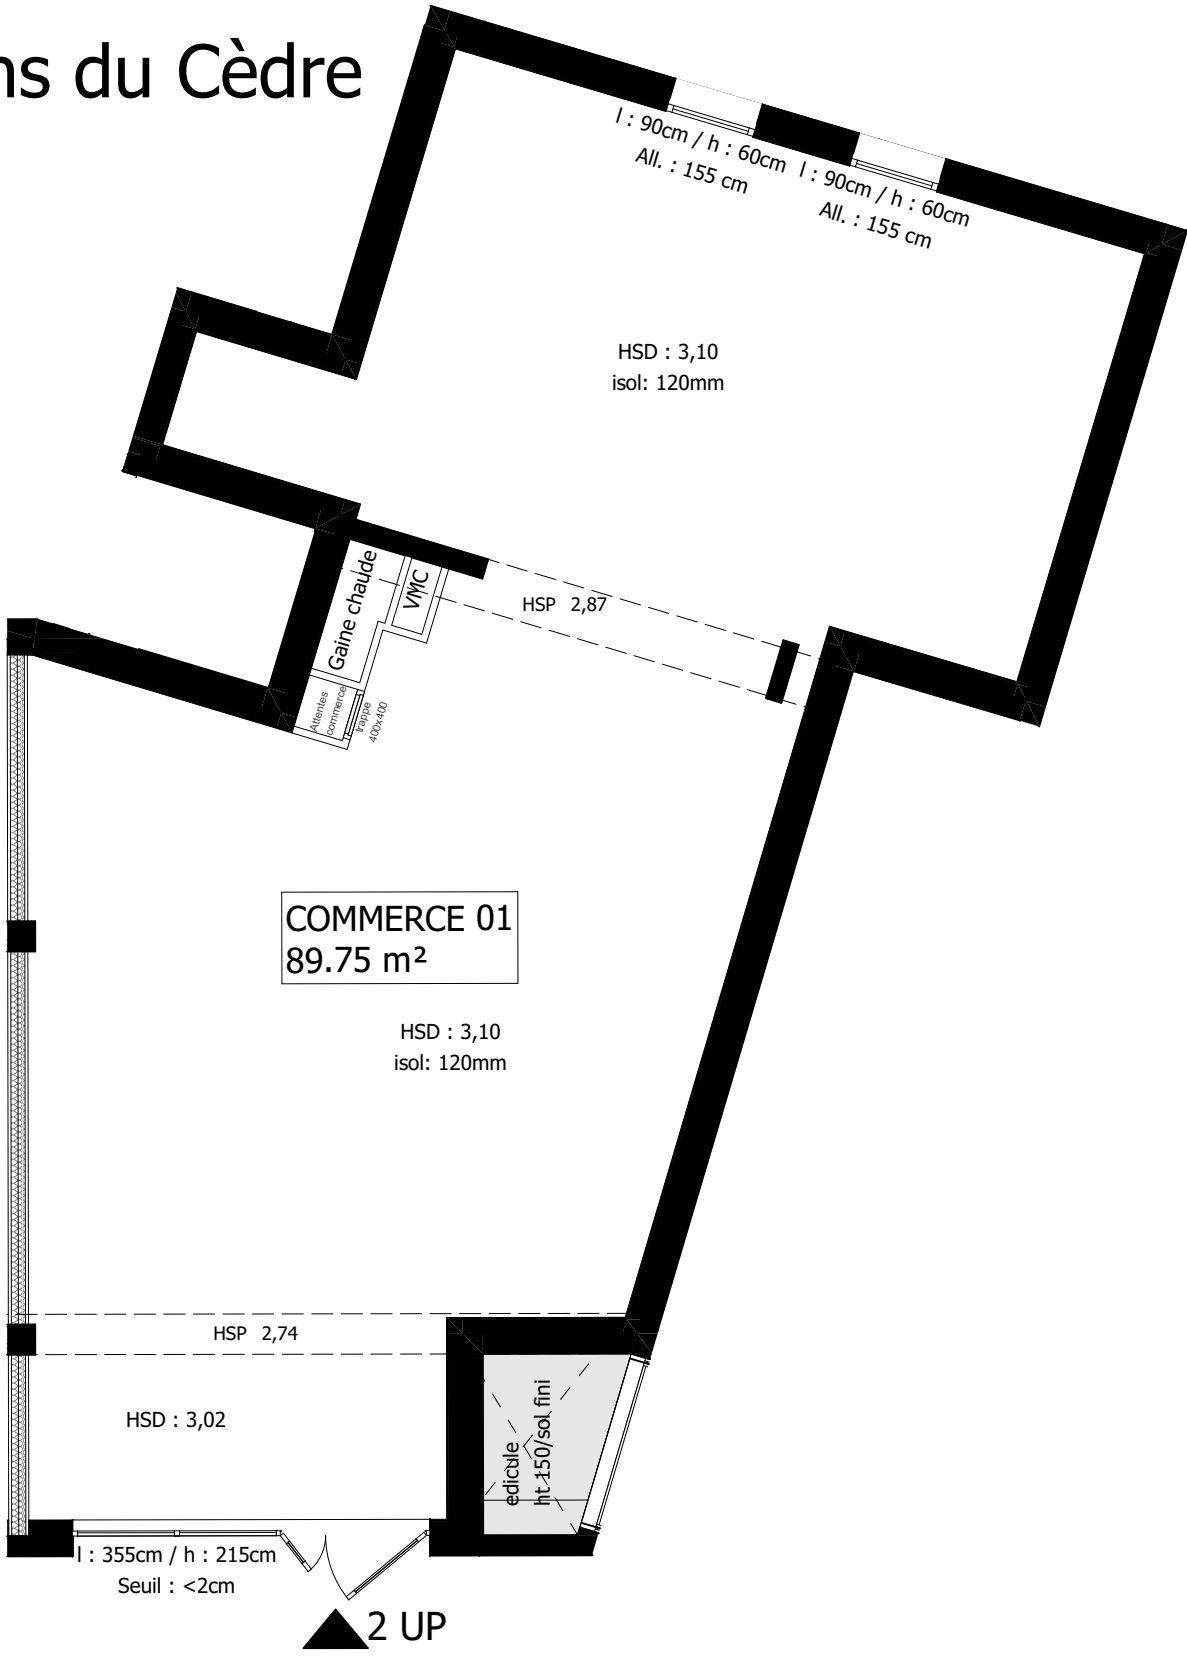 ns du Cèdre
l : 90cm / h : 60cm
All. : 155 cm
l : 90cm / h : 60cm
All. : 155 cm
HSD : 3,10
isol: 120mm
Gaine chaude
VMC
HSP 2,87
Attentes
commerce
trappe
400x400
COMMERCE 01
89.75 m²
HSD : 3,10
isol: 120mm
HSP 2,74
HSD : 3,02
edicule
ht 150/sol fini
l : 355cm / h : 215cm
Seuil : <2cm
2 UP